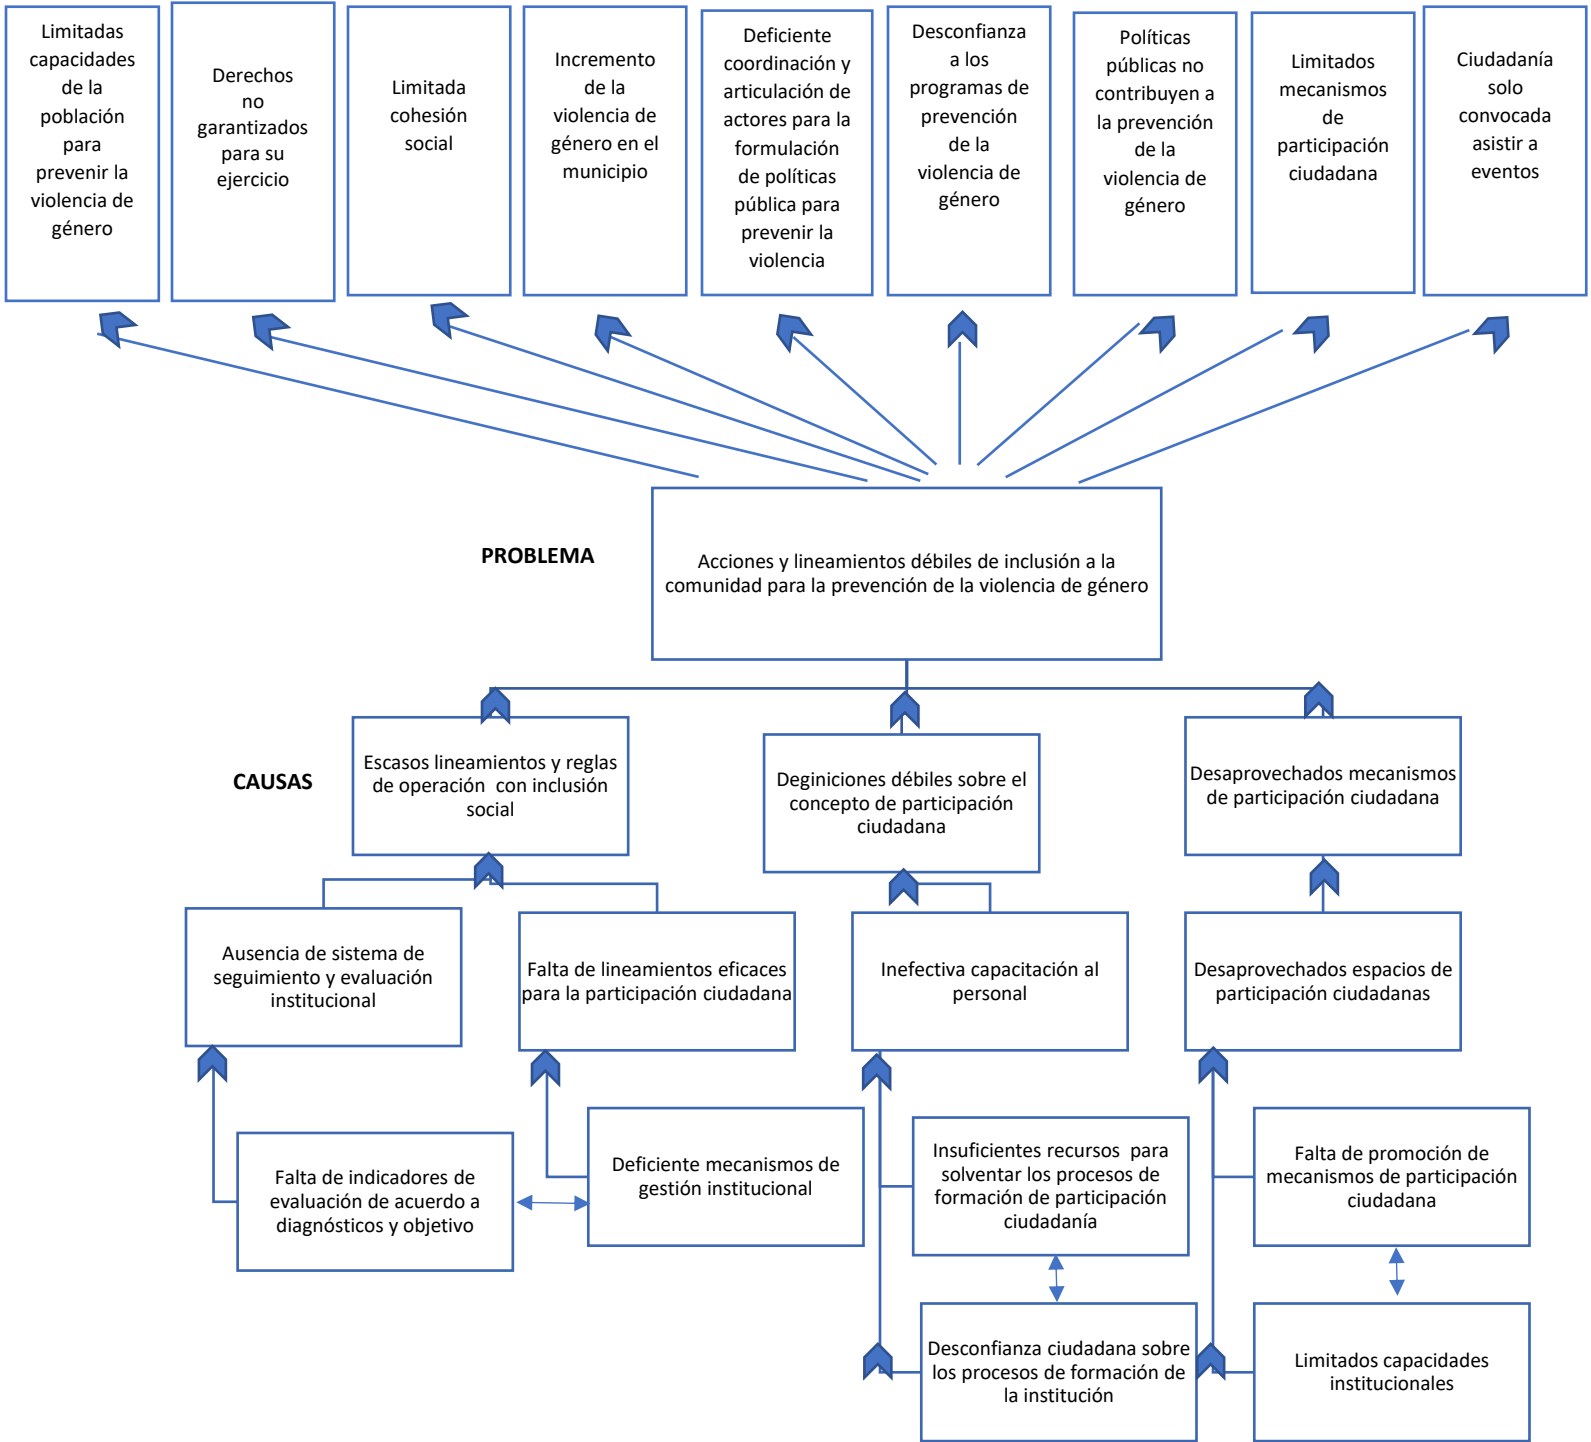 Limitadas
capacidades
de la
población
para
prevenir la
violencia de
género
Derechos
no
garantizados
para su
ejercicio
Limitada
cohesión
social
Incremento
de la
violencia de
género en el
municipio
Deficiente
coordinación y
articulación de
actores para la
formulación
de políticas
pública para
prevenir la
violencia
Desconfianza
a los
programas de
prevención
de la
violencia de
género
Políticas
públicas no
contribuyen a
la prevención
de la
violencia de
género
Limitados
mecanismos
de
participación
ciudadana
Ciudadanía
solo
convocada
asistir a
eventos
PROBLEMA
Acciones y lineamientos débiles de inclusión a la
comunidad para la prevención de la violencia de género
CAUSAS
Escasos lineamientos y reglas
de operación con inclusión
social
Deginiciones débiles sobre el
concepto de participación
ciudadana
Desaprovechados mecanismos
de participación ciudadana
Ausencia de sistema de
seguimiento y evaluación
institucional
Falta de lineamientos eficaces
para la participación ciudadana
Inefectiva capacitación al
personal
Desaprovechados espacios de
participación ciudadanas
Falta de indicadores de
evaluación de acuerdo a
diagnósticos y objetivo
Deficiente mecanismos de
gestión institucional
Insuficientes recursos para
solventar los procesos de
formación de participación
ciudadanía
Falta de promoción de
mecanismos de participación
ciudadana
Desconfianza ciudadana sobre
los procesos de formación de
la institución
Limitados capacidades
institucionales